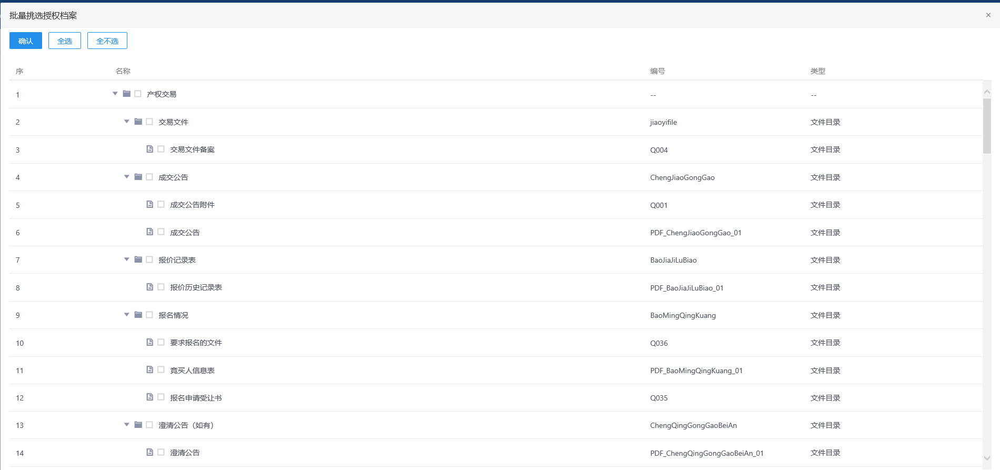 批量挑选授权档案
确认 全选 全不选
序 名称 编号 类型
1 产权交易 -- --
2 交易文件 jiaoyifile 文件目录
3 交易文件备案 Q004 文件目录
4 成交公告 ChengJiaoGongGao 文件目录
5 成交公告附件 Q001 文件目录
6 成交公告 PDF_ChengJiaoGongGao_01 文件目录
7 报价记录表 BaoJiaJiLuBiao 文件目录
8 报价历史记录表 PDF_BaoJiaJiLuBiao_01 文件目录
9 报名情况 BaoMingQingKuang 文件目录
10 要求报名的文件 Q036 文件目录
11 竞买人信息表 PDF_BaoMingQingKuang_01 文件目录
12 报名申请受让书 Q035 文件目录
13 澄清公告（如有） ChengQingGongGaoBeiAn 文件目录
14 澄清公告 PDF_ChengQingGongGaoBeiAn_01 文件目录